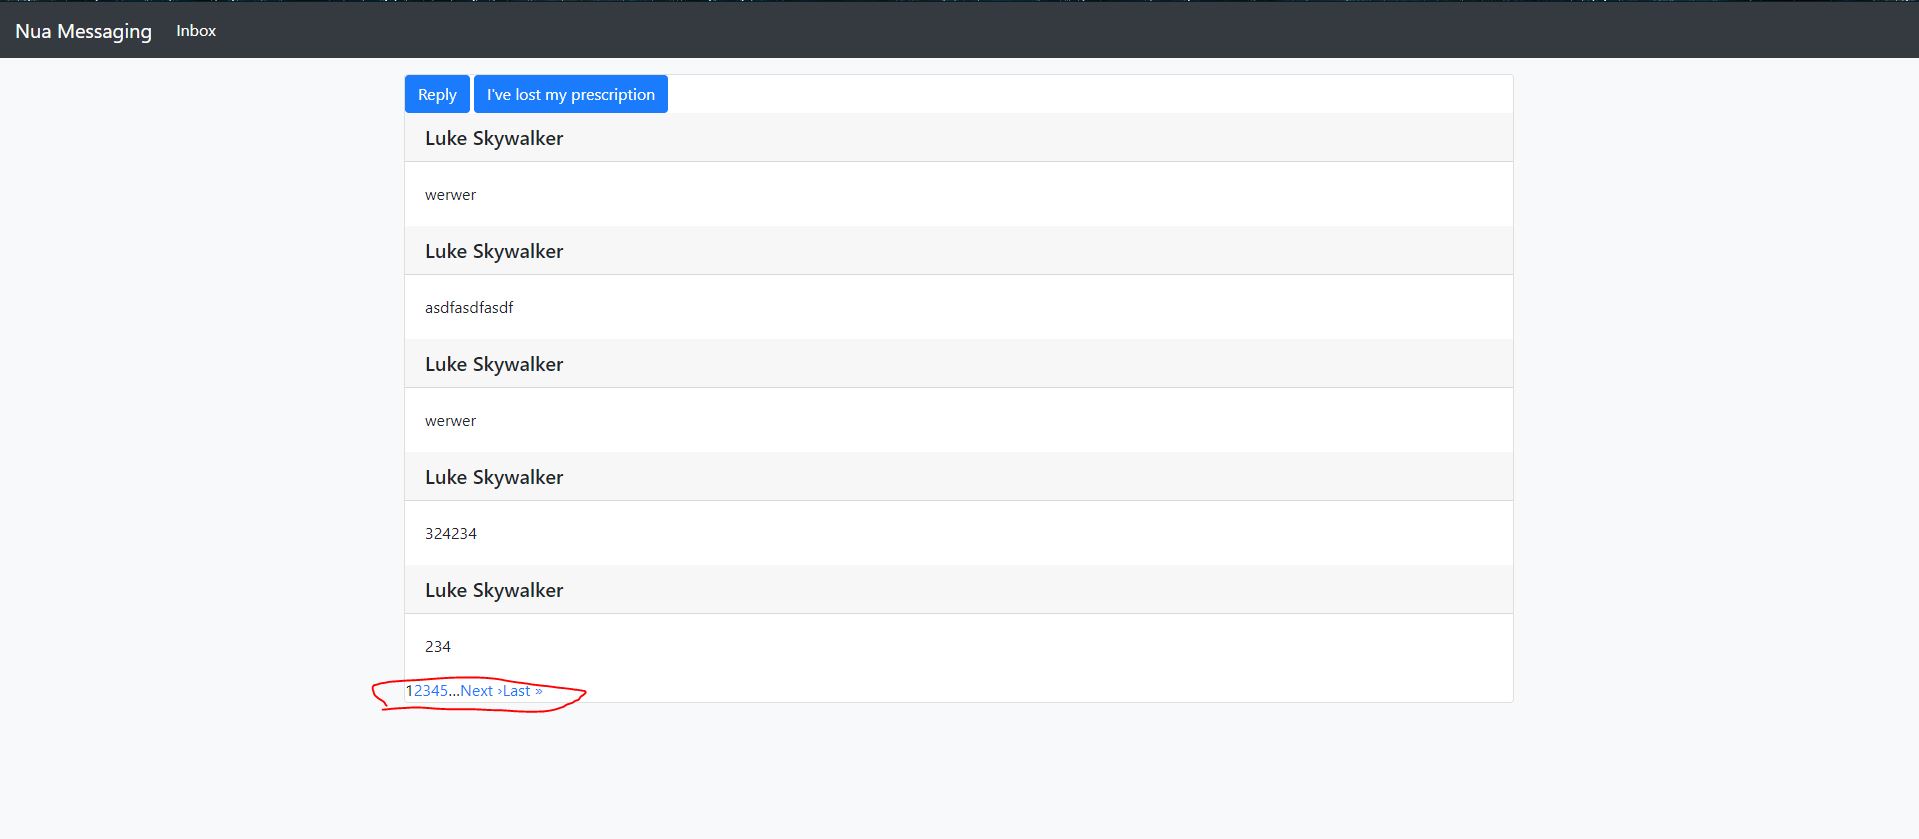 Nua Messaging Inbox
Reply I've lost my prescription
Luke Skywalker
werwer
Luke Skywalker
asdfasdfasdf
Luke Skywalker
werwer
Luke Skywalker
324234
Luke Skywalker
234
12345...Next ›Last »